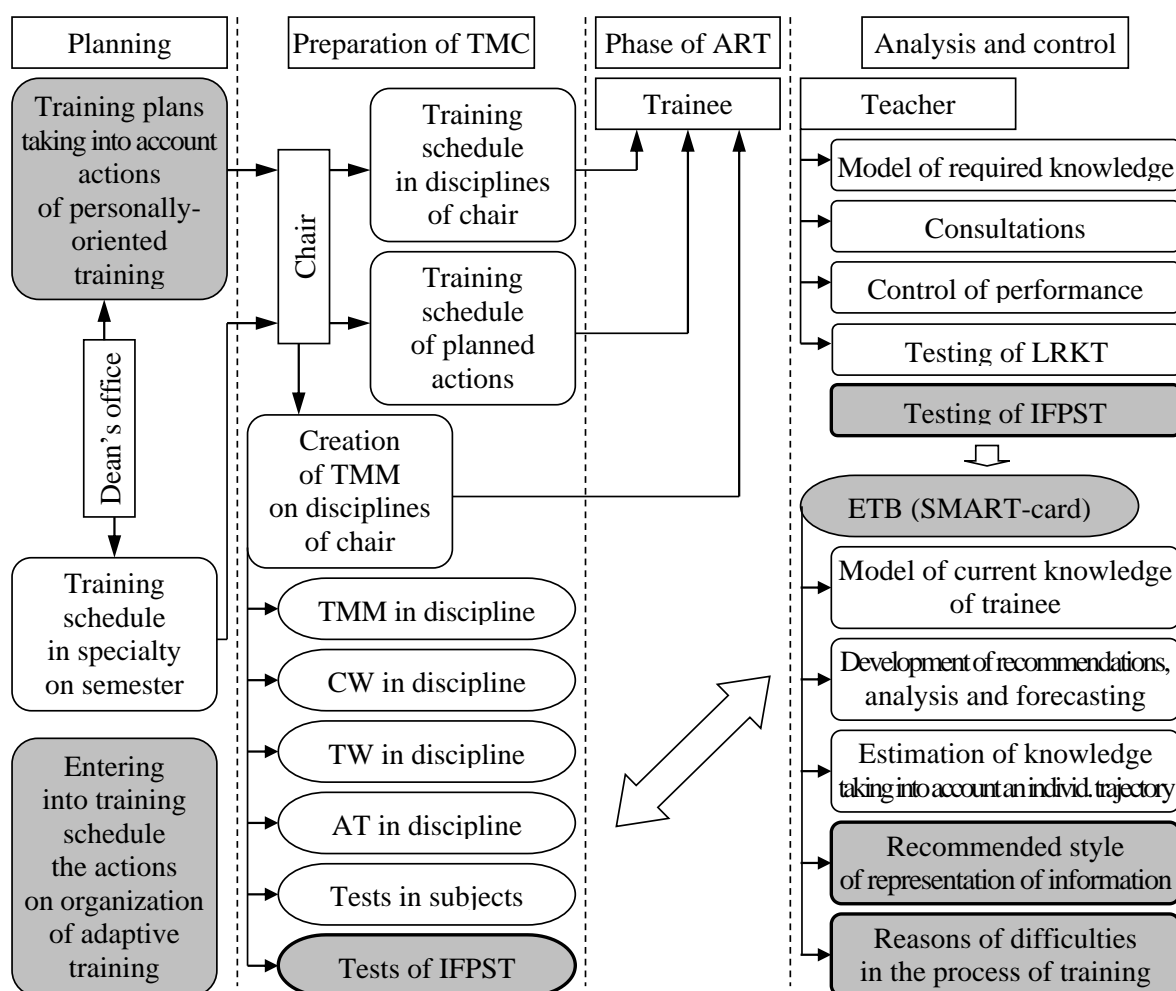 Planning
Training plans
taking into account
actions
of personally-
oriented
training
Dean's office
Training
schedule
in specialty
on semester
Entering
into training
schedule
the actions
on organization
of adaptive
training
Preparation of TMC
Chair
Training
schedule
in disciplines
of chair
Training
schedule
of planned
actions
Creation
of TMM
on disciplines
of chair
TMM in discipline
CW in discipline
TW in discipline
AT in discipline
Tests in subjects
Tests of IFPST
Phase of ART
Trainee
Analysis and control
Teacher
Model of required knowledge
Consultations
Control of performance
Testing of LRKT
Testing of IFPST
ETB (SMART-card)
Model of current knowledge
of trainee
Development of recommendations,
analysis and forecasting
Estimation of knowledge
taking into account an individ. trajectory
Recommended style
of representation of information
Reasons of difficulties
in the process of training